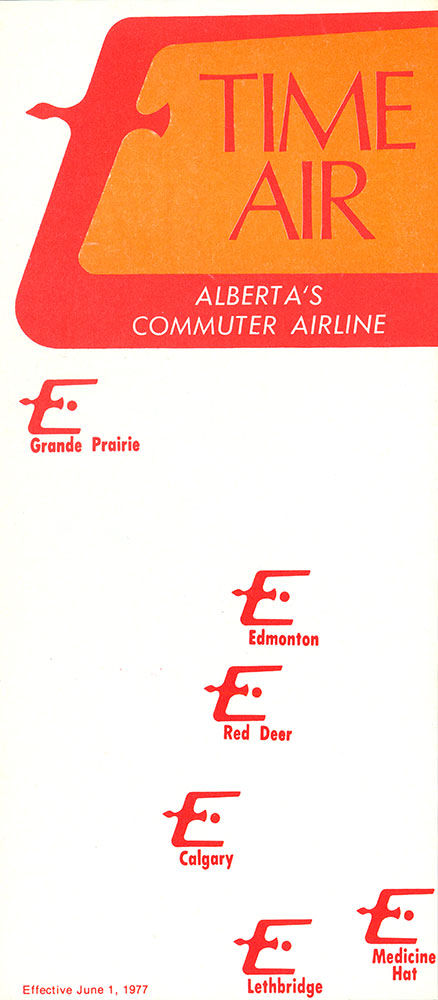 TIME
AIR
ALBERTA'S
COMMUTER AIRLINE
Grande Prairie
Edmonton
Red Deer
Calgary
Medicine
Hat
Lethbridge
Effective June 1, 1977